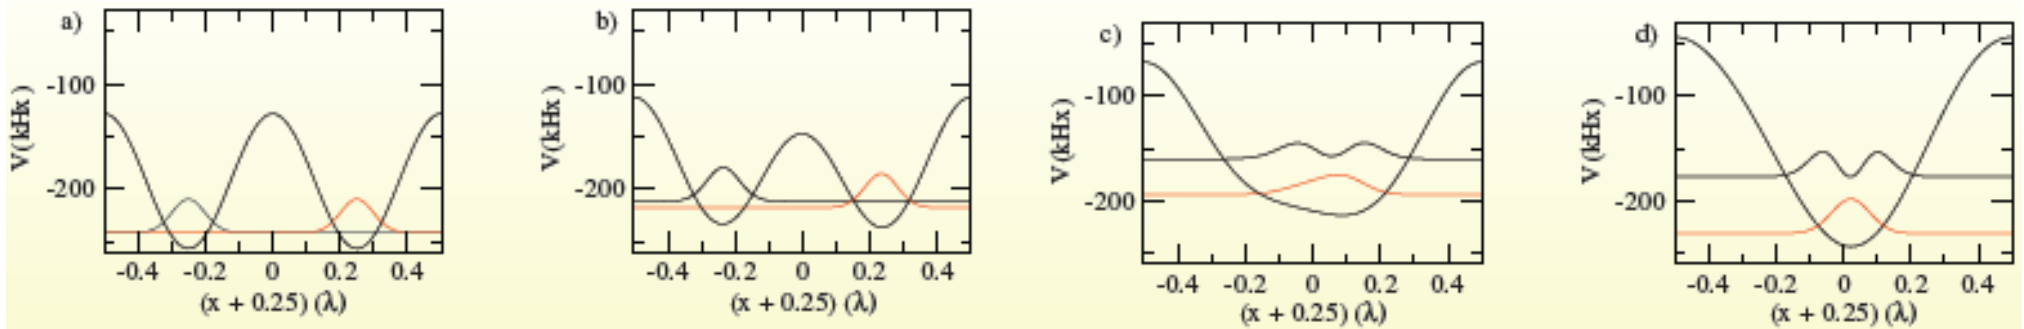 a)
V(kHx)
-100
-200
-0.4 -0.2 0 0.2 0.4
(x + 0.25) (λ)
b)
V(kHx)
-100
-200
-0.4 -0.2 0 0.2 0.4
(x + 0.25) (λ)
c)
V(kHx)
-100
-200
-0.4 -0.2 0 0.2 0.4
(x + 0.25) (λ)
d)
V(kHx)
-100
-200
-0.4 -0.2 0 0.2 0.4
(x + 0.25) (λ)